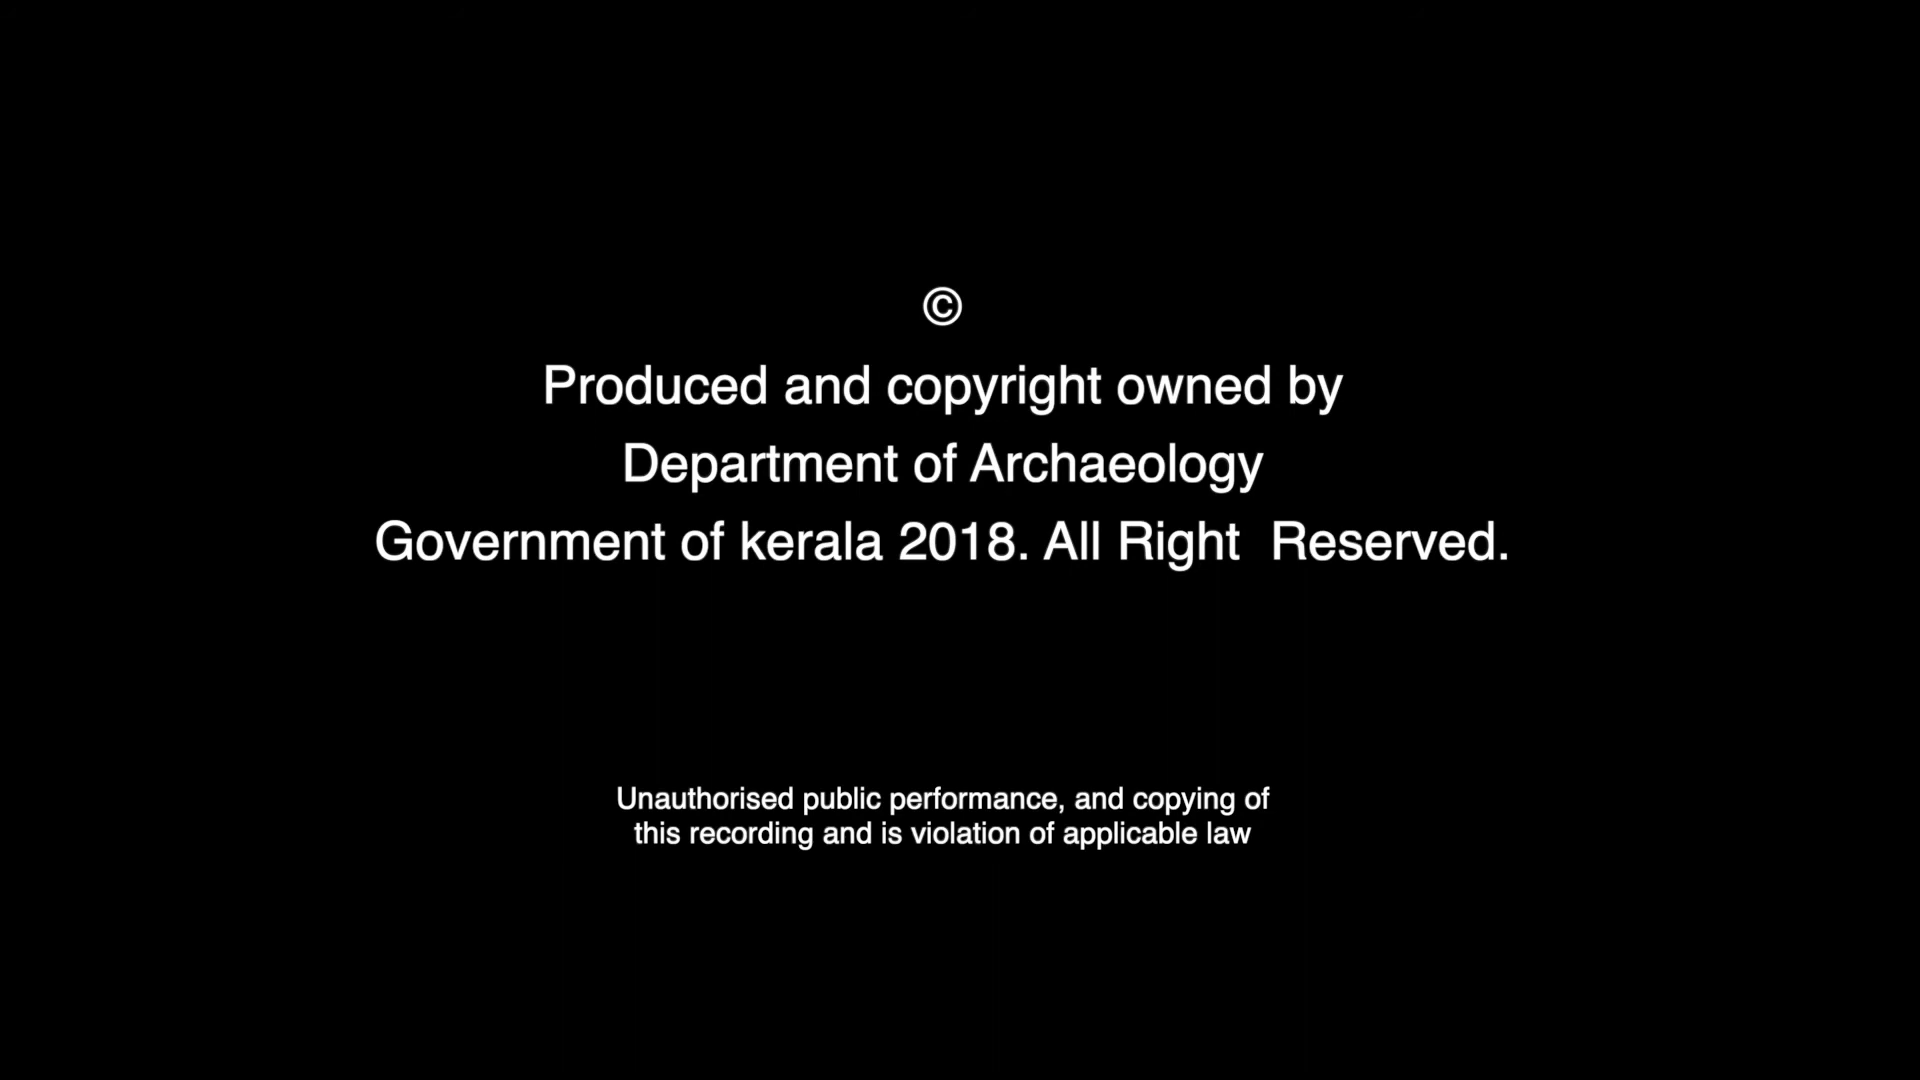 ©
Produced and copyright owned by
Department of Archaeology
Government of kerala 2018. All Right  Reserved.
Unauthorised public performance, and copying of
this recording and is violation of applicable law